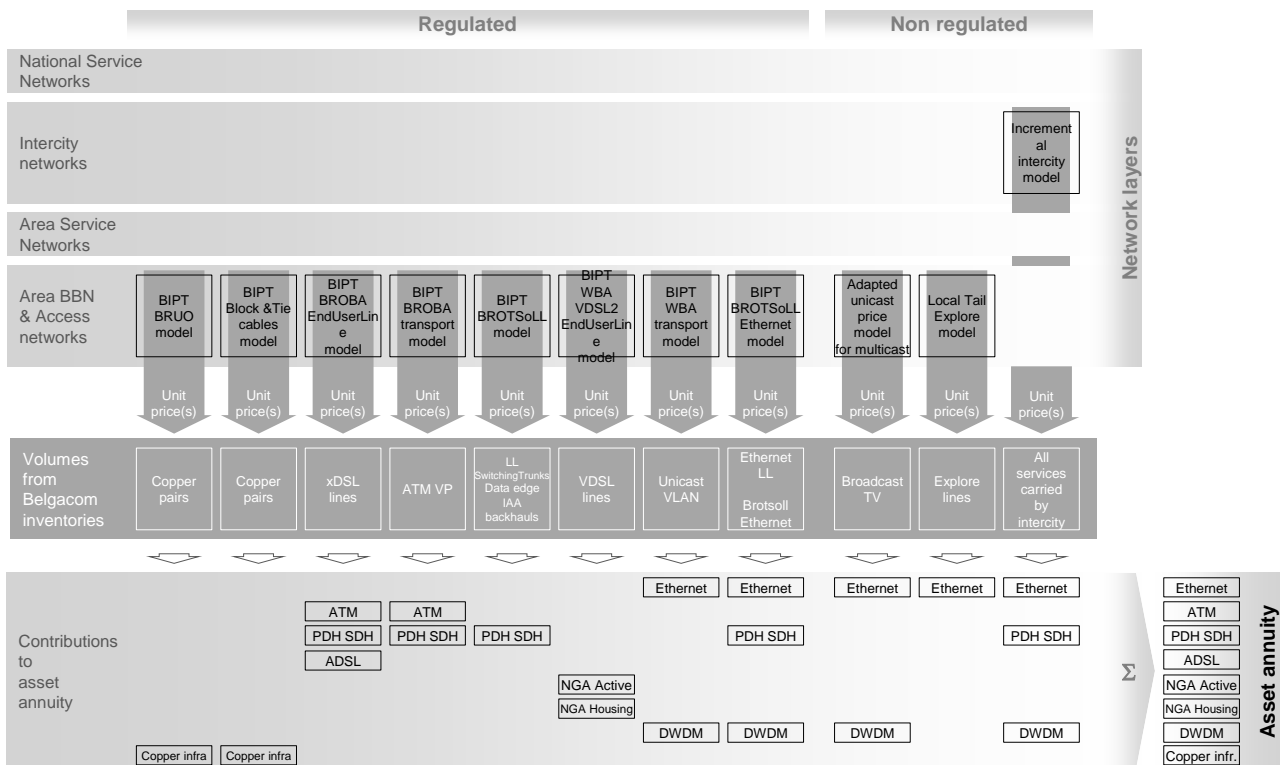 Regulated
Non regulated
National Service
Networks
Intercity
networks
Increment
al
intercity
model
Network layers
Area Service
Networks
Area BBN
& Access
networks
BIPT
BRUO
model
BIPT
Block &Tie
cables
model
BIPT
BROBA
EndUserLin
e
model
BIPT
BROBA
transport
model
BIPT
BROTSoLL
model
BIPT
WBA
VDSL2
EndUserLin
e
model
BIPT
WBA
transport
model
BIPT
BROTSoLL
Ethernet
model
Adapted
unicast
price
model
for multicast
Local Tail
Explore
model
Unit
price(s)
Unit
price(s)
Unit
price(s)
Unit
price(s)
Unit
price(s)
Unit
price(s)
Unit
price(s)
Unit
price(s)
Unit
price(s)
Unit
price(s)
Unit
price(s)
Volumes
from
Belgacom
inventories
Copper
pairs
Copper
pairs
xDSL
lines
ATM VP
LL
SwitchingTrunks
Data edge
IAA
backhauls
VDSL
lines
Unicast
VLAN
Ethernet
LL
Brotsoll
Ethernet
Broadcast
TV
Explore
lines
All
services
carried
by
intercity
Contributions
to
asset
annuity
Ethernet
Ethernet
Ethernet
Ethernet
Ethernet
ATM
ATM
PDH SDH
PDH SDH
PDH SDH
PDH SDH
PDH SDH
ADSL
NGA Active
NGA Housing
DWDM
DWDM
DWDM
DWDM
Copper infra
Copper infra
Σ
Ethernet
ATM
PDH SDH
ADSL
NGA Active
NGA Housing
DWDM
Copper infr.
Asset annuity